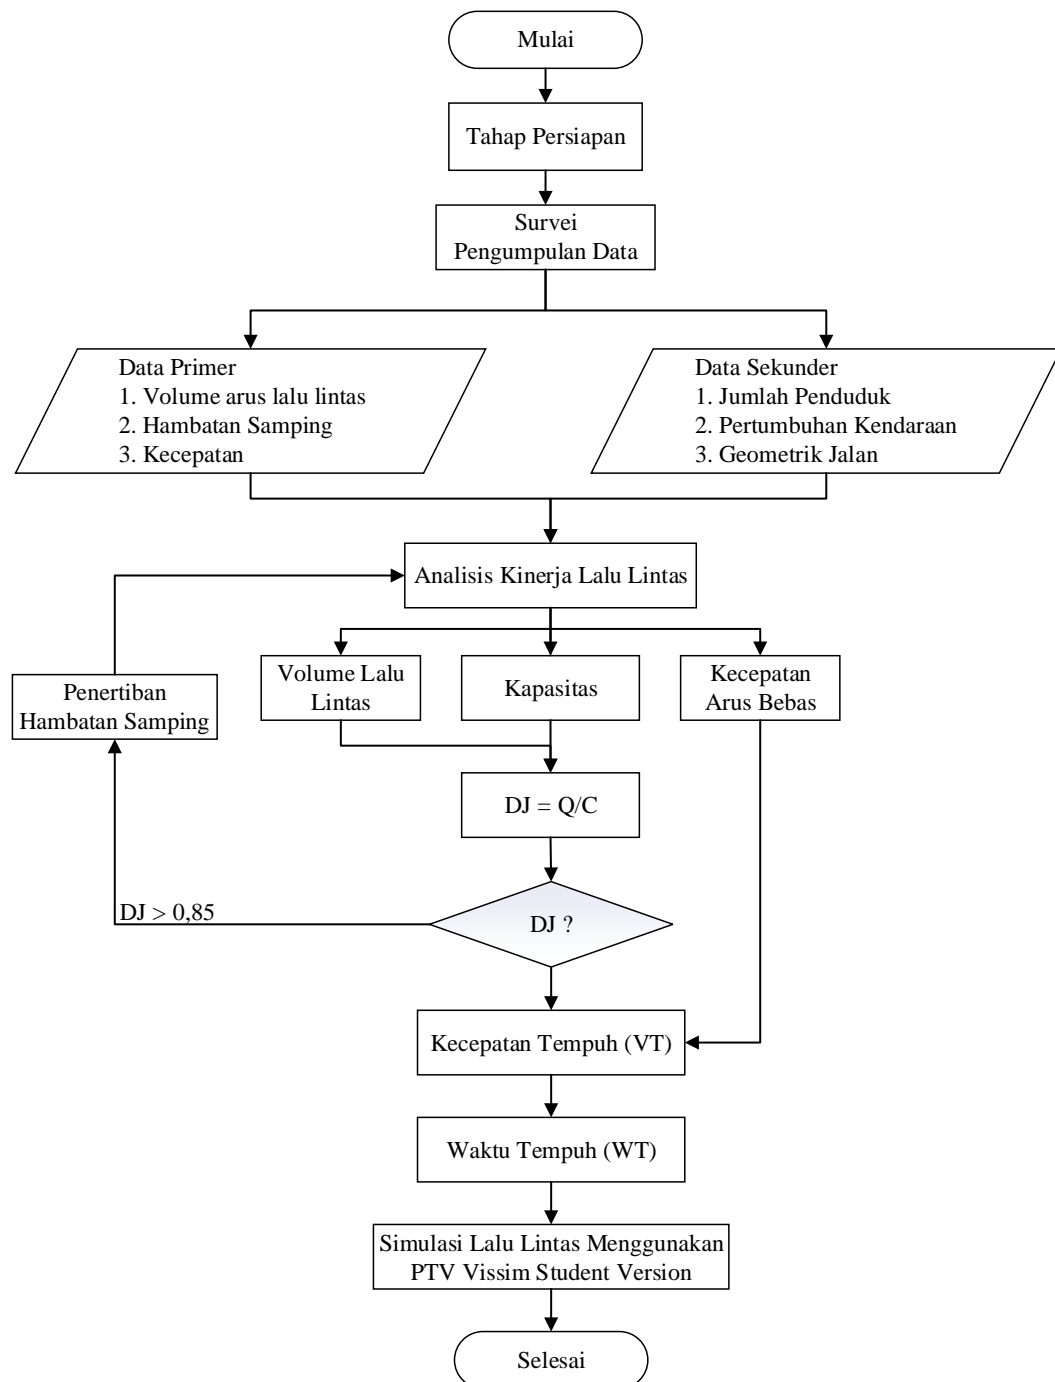 Mulai
Tahap Persiapan
Survei
Pengumpulan Data
Data Primer
1. Volume arus lalu lintas
2. Hambatan Samping
3. Kecepatan
Data Sekunder
1. Jumlah Penduduk
2. Pertumbuhan Kendaraan
3. Geometrik Jalan
Analisis Kinerja Lalu Lintas
Penertiban
Hambatan Samping
Volume Lalu
Lintas
Kapasitas
Kecepatan
Arus Bebas
DJ = Q/C
DJ > 0,85
DJ ?
Kecepatan Tempuh (VT)
Waktu Tempuh (WT)
Simulasi Lalu Lintas Menggunakan
PTV Vissim Student Version
Selesai